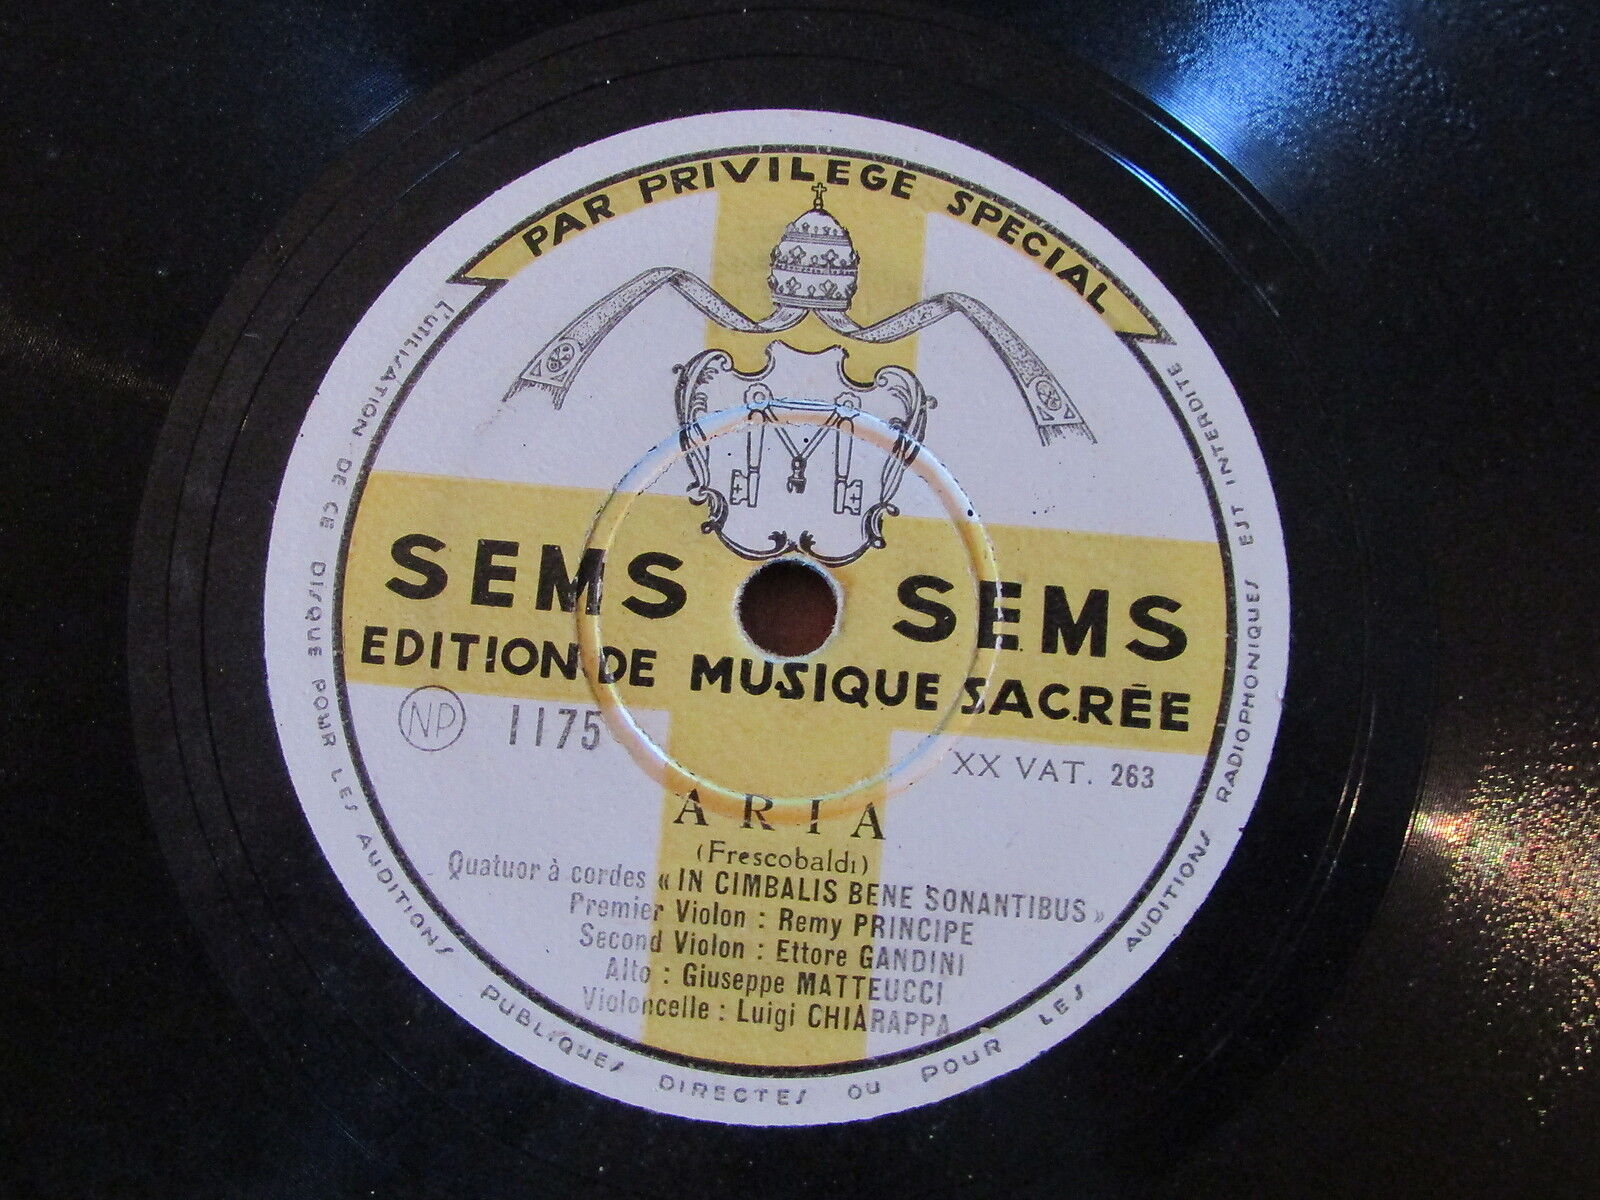 PAR PRIVILEGE SPECIAL
SEMS SEMS
EDITION DE MUSIQUE SACRÉE
NP 1175
XX VAT. 263
ARIA
(Frescobaldi)
Quatuor à cordes « IN CIMBALIS BENE SONANTIBUS »
Premier Violon : Remy PRINCIPE
Second Violon : Ettore GANDINI
Alto : Giuseppe MATTEUCCI
Violoncelle : Luigi CHIARAPPA
L'UTILISATION DE CE DISQUE POUR LES AUDITIONS PUBLIQUES DIRECTES OU POUR LES AUDITIONS RADIOPHONIQUES EST INTERDITE